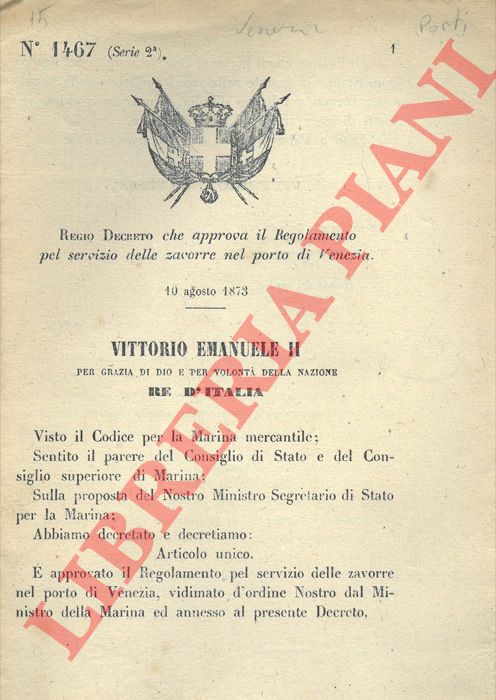 15 Venezia Porti
N° 1467 (Serie 2ª). 1
REGIO DECRETO che approva il Regolamento
pel servizio delle zavorre nel porto di Venezia.
10 agosto 1873
VITTORIO EMANUELE II
PER GRAZIA DI DIO E PER VOLONTÀ DELLA NAZIONE
RE D'ITALIA
Visto il Codice per la Marina mercantile;
Sentito il parere del Consiglio di Stato e del Con-
siglio superiore di Marina;
Sulla proposta del Nostro Ministro Segretario di Stato
per la Marina;
Abbiamo decretato e decretiamo:
Articolo unico.
E approvato il Regolamento pel servizio delle zavorre
nel porto di Venezia, vidimato d'ordine Nostro dal Mi-
nistro della Marina ed annesso al presente Decreto,
LIBRERIA PIANI